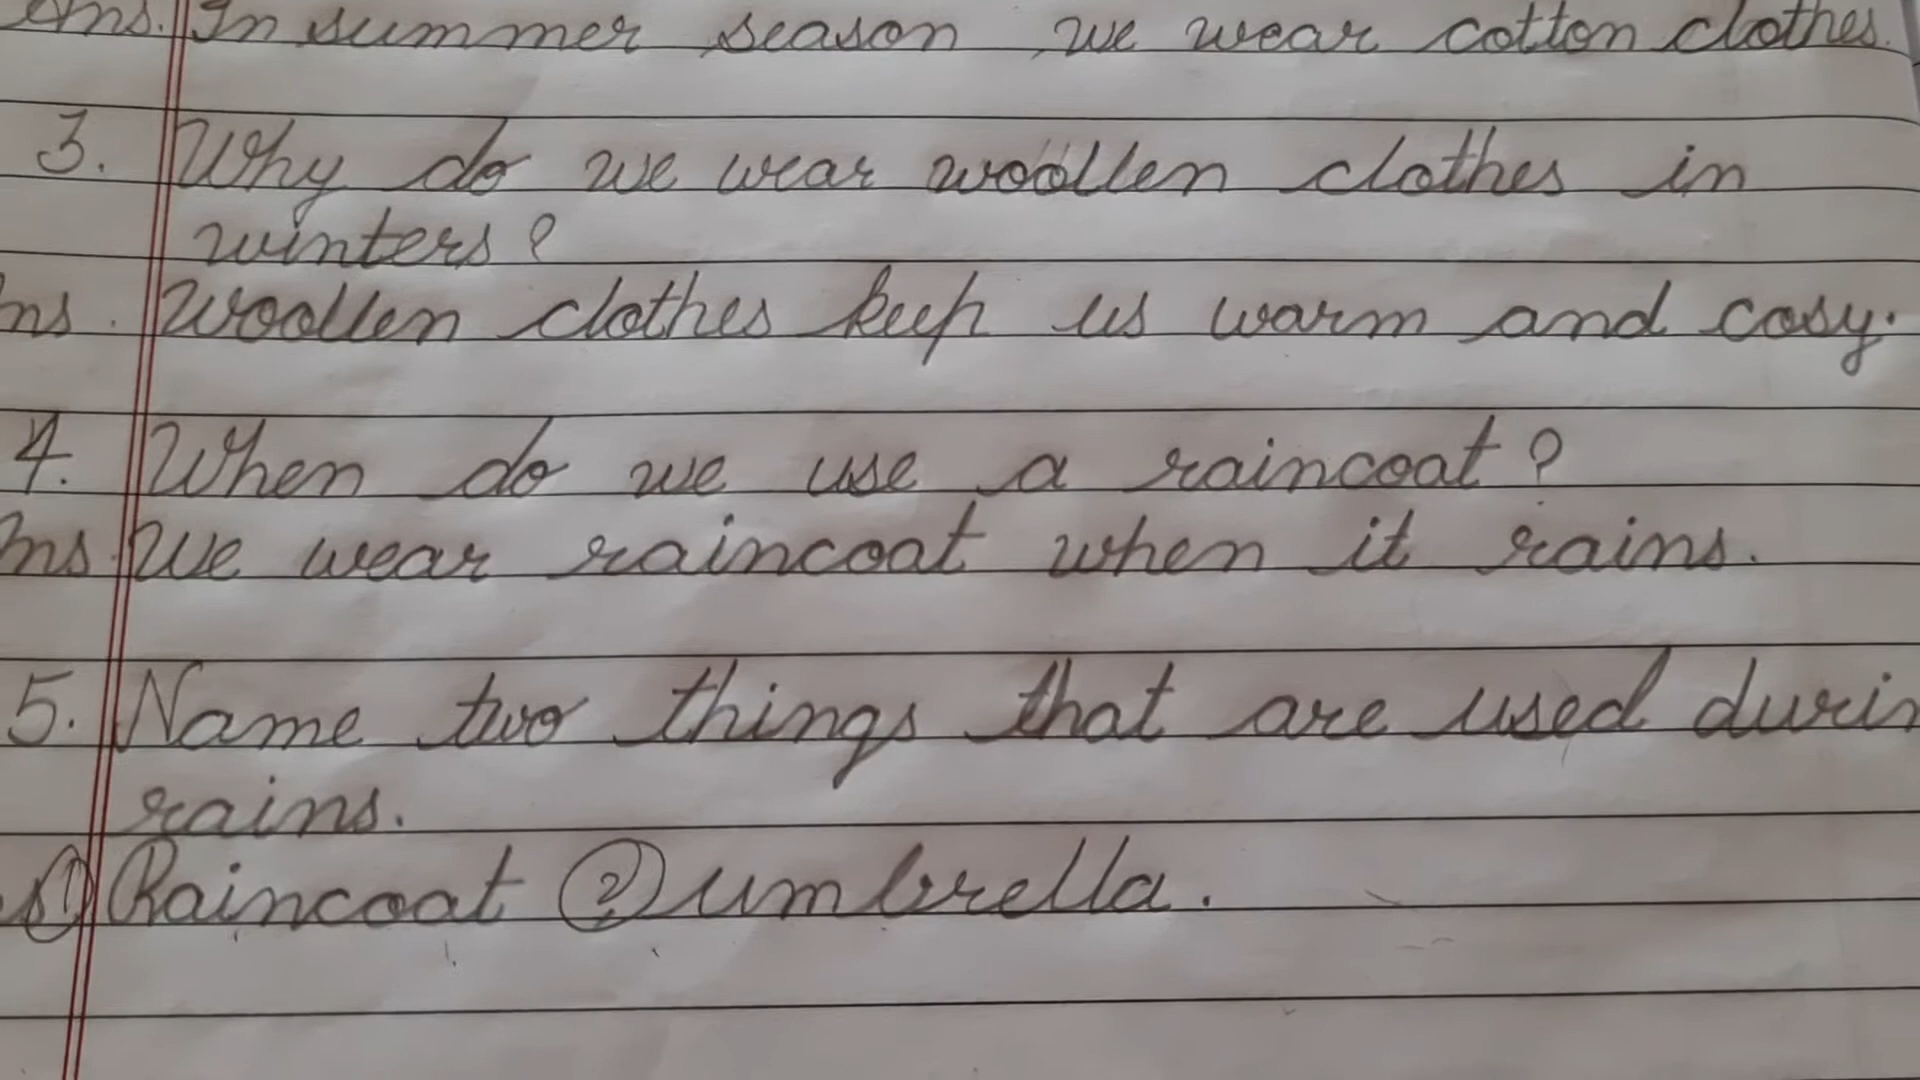 Ans. In summer season we wear cotton clothes.
3. Why do we wear woollen clothes in
winters?
ns. Woollen clothes keep us warm and cosy.
4. When do we use a raincoat?
Ans. We wear raincoat when it rains.
5. Name two things that are used durin
rains.
s. ① Raincoat ② umbrella.